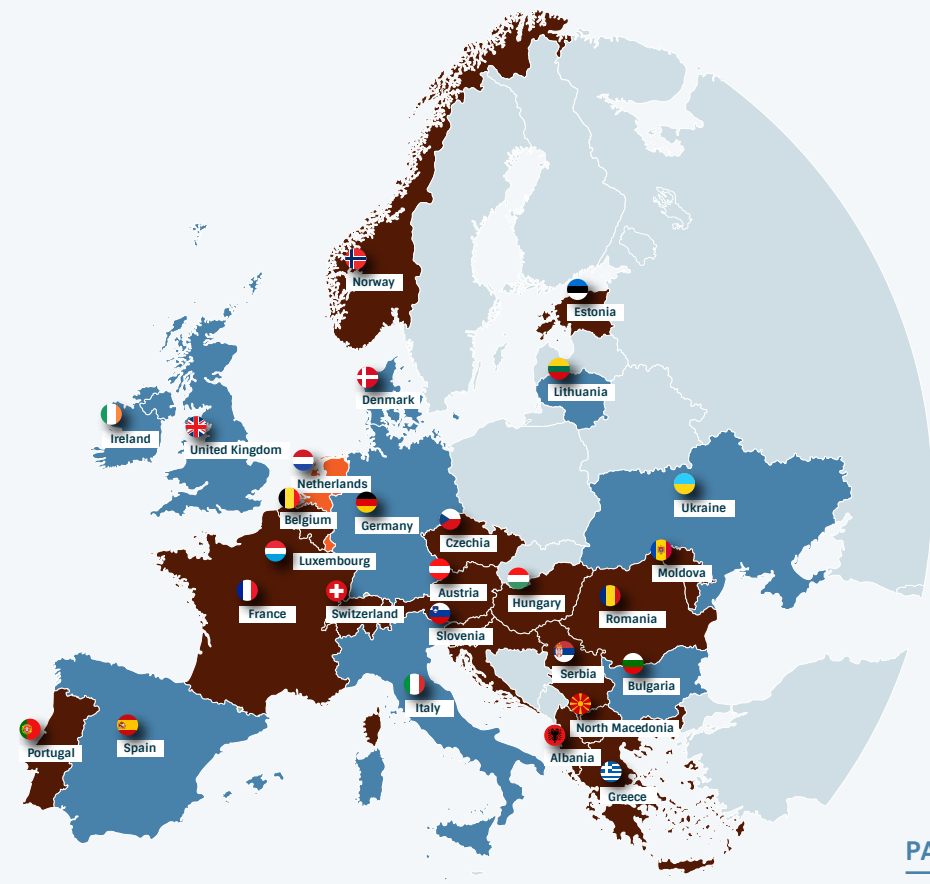 Norway
Estonia
Lithuania
Denmark
Ireland
United Kingdom
Netherlands
Ukraine
Belgium
Germany
Czechia
Luxembourg
Moldova
Austria
Hungary
France
Switzerland
Romania
Slovenia
Serbia
Bulgaria
Italy
North Macedonia
Spain
Portugal
Albania
Greece
PA